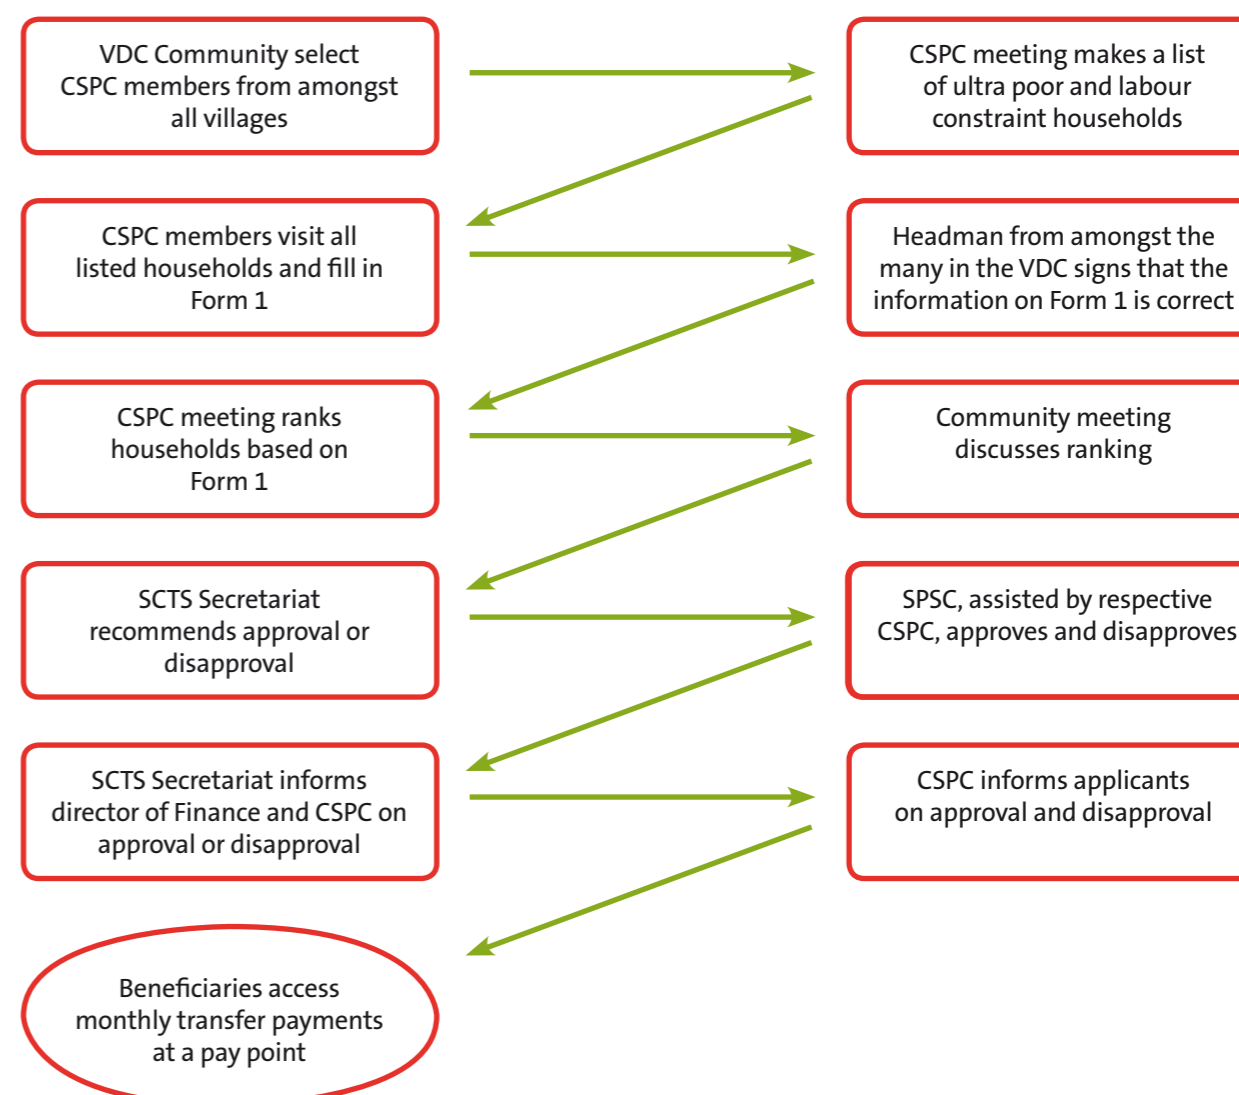 VDC Community select
CSPC members from amongst
all villages
CSPC meeting makes a list
of ultra poor and labour
constraint households
CSPC members visit all
listed households and fill in
Form 1
Headman from amongst the
many in the VDC signs that the
information on Form 1 is correct
CSPC meeting ranks
households based on
Form 1
Community meeting
discusses ranking
SCTS Secretariat
recommends approval or
disapproval
SPSC, assisted by respective
CSPC, approves and disapproves
SCTS Secretariat informs
director of Finance and CSPC on
approval or disapproval
CSPC informs applicants
on approval and disapproval
Beneficiaries access
monthly transfer payments
at a pay point